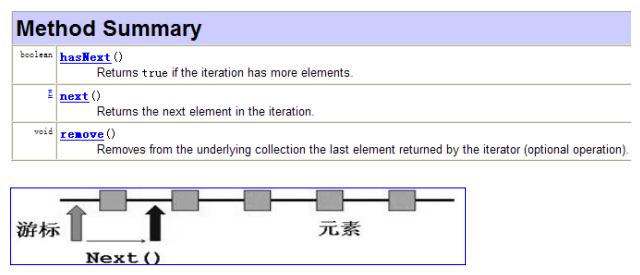 Method Summary
boolean hasNext()
Returns true if the iteration has more elements.
E next()
Returns the next element in the iteration.
void remove()
Removes from the underlying collection the last element returned by the iterator (optional operation).
游标 元素
Next()